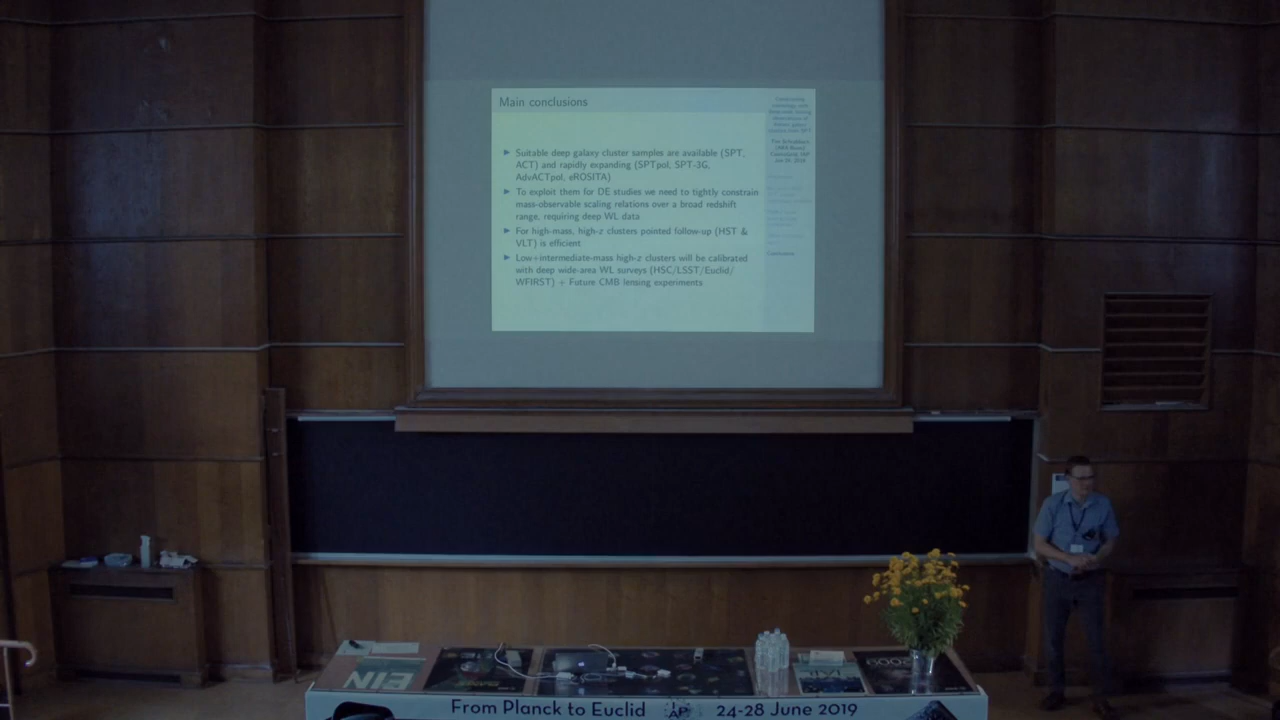 Main conclusions
▶ Suitable deep galaxy cluster samples are available (SPT,
ACT) and rapidly expanding (SPTpol, SPT-3G,
AdvACTpol, eROSITA)
▶ To exploit them for DE studies we need to tightly constrain
mass-observable scaling relations over a broad redshift
range, requiring deep WL data
▶ For high-mass, high-z clusters pointed follow-up (HST &
VLT) is efficient
▶ Low+intermediate-mass high-z clusters will be calibrated
with deep wide-area WL surveys (HSC/LSST/Euclid/
WFIRST) + Future CMB lensing experiments
Conclusions
From Planck to Euclid IAP 24-28 June 2019